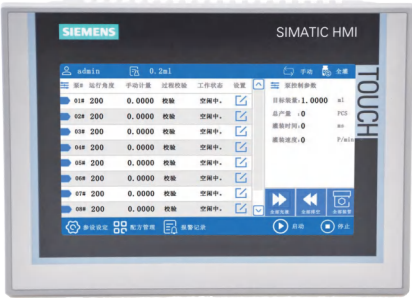 SIEMENS
SIMATIC HMI
TOUCH
admin 0.2ml 手动 全灌
泵# 运行角度 手动计量 过程校验 工作状态 设置 泵控制参数
01# 200 0.0000 校验 空闲中。 目标装量:1.0000 ml
02# 200 0.0000 校验 空闲中。 总产量 :0 PCS
03# 200 0.0000 校验 空闲中。 灌装时间:0 ms
04# 200 0.0000 校验 空闲中。 灌装速度:0 P/min
05# 200 0.0000 校验 空闲中。
06# 200 0.0000 校验 空闲中。
07# 200 0.0000 校验 空闲中。
08# 200 0.0000 校验 空闲中。
参设设定 配方管理 报警记录 启动 停止